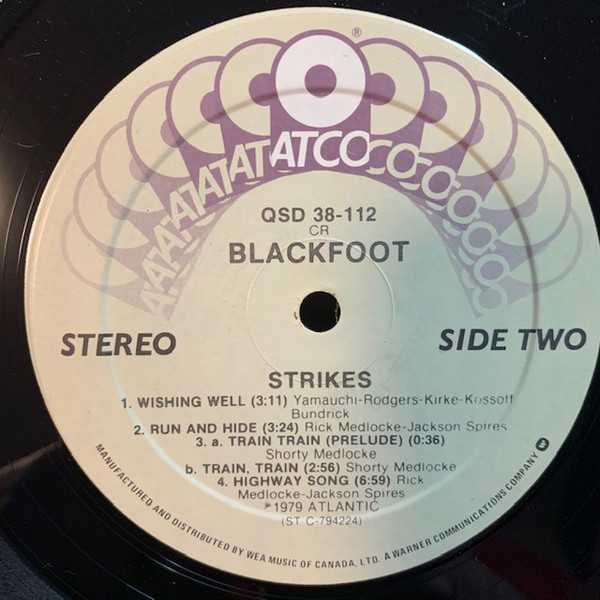 ®
ATATATATATATCOCOCOCOCOCO
QSD 38-112
CR
BLACKFOOT
STEREO
SIDE TWO
STRIKES
1. WISHING WELL (3:11) Yamauchi-Rodgers-Kirke-Kossoff
Bundrick
2. RUN AND HIDE (3:24) Rick Medlocke-Jackson Spires
3. a. TRAIN TRAIN (PRELUDE) (0:36)
Shorty Medlocke
b. TRAIN, TRAIN (2:56) Shorty Medlocke
4. HIGHWAY SONG (6:59) Rick
Medlocke-Jackson Spires
℗1979 ATLANTIC
(ST C-794224)
MANUFACTURED AND DISTRIBUTED BY WEA MUSIC OF CANADA, LTD. A WARNER COMMUNICATIONS COMPANY